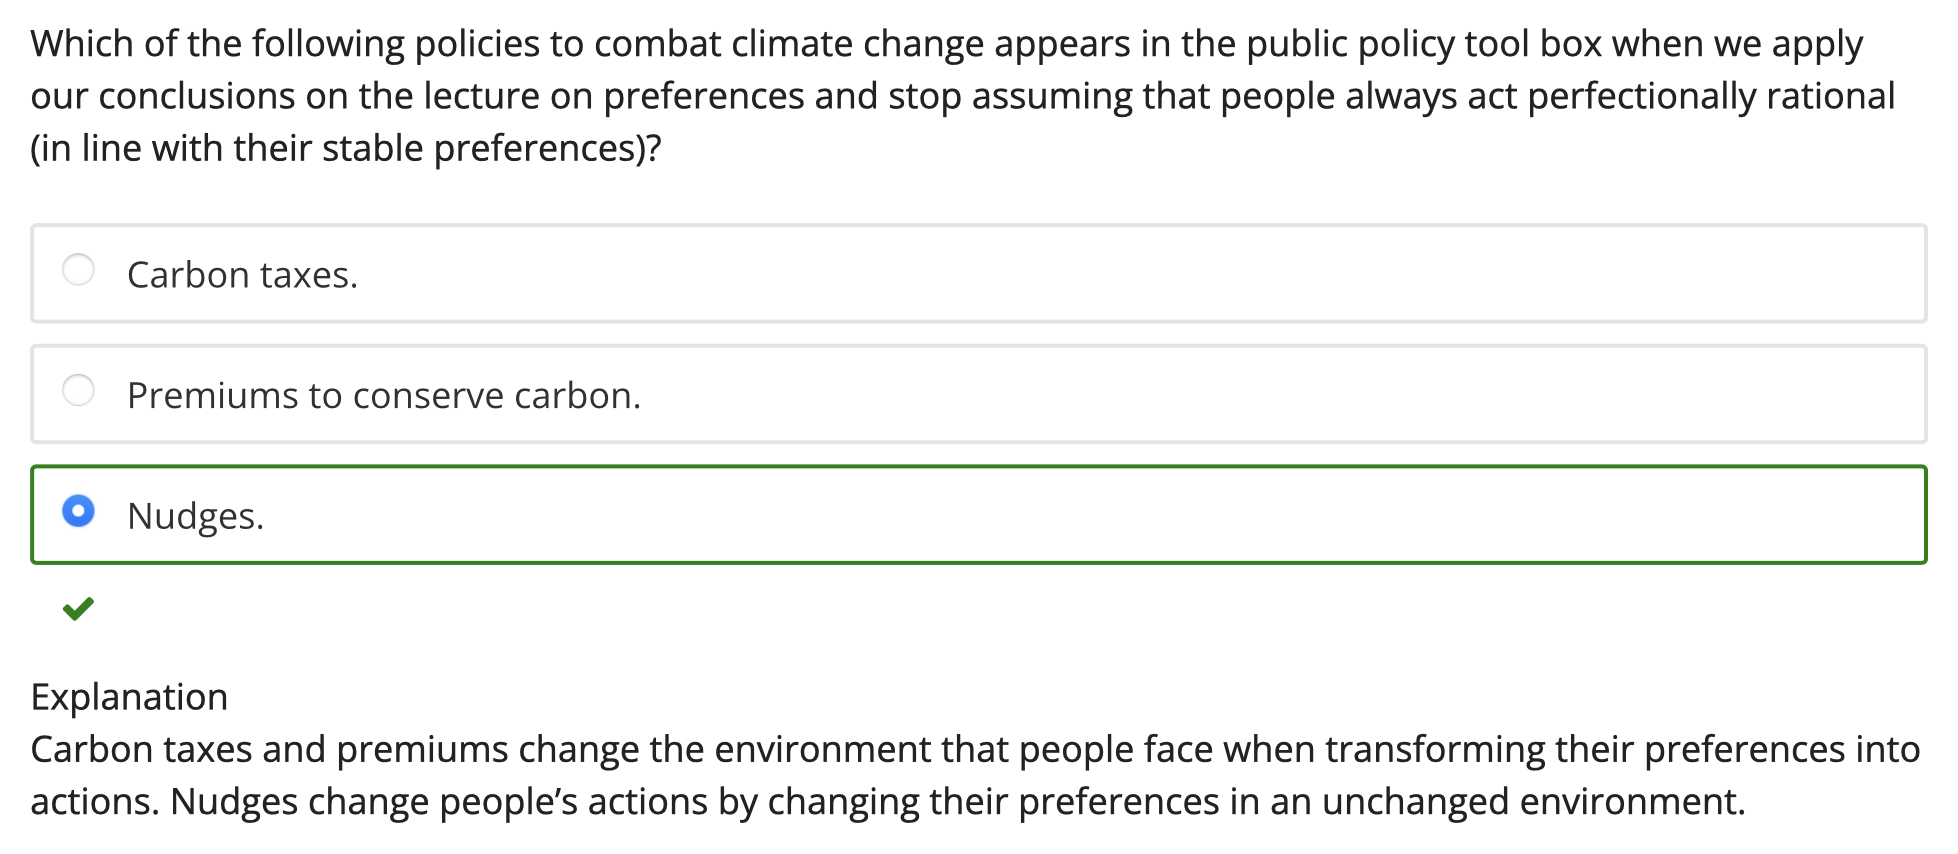 Which of the following policies to combat climate change appears in the public policy tool box when we apply
our conclusions on the lecture on preferences and stop assuming that people always act perfectionally rational
(in line with their stable preferences)?
Carbon taxes.
Premiums to conserve carbon.
Nudges.
Explanation
Carbon taxes and premiums change the environment that people face when transforming their preferences into
actions. Nudges change people’s actions by changing their preferences in an unchanged environment.